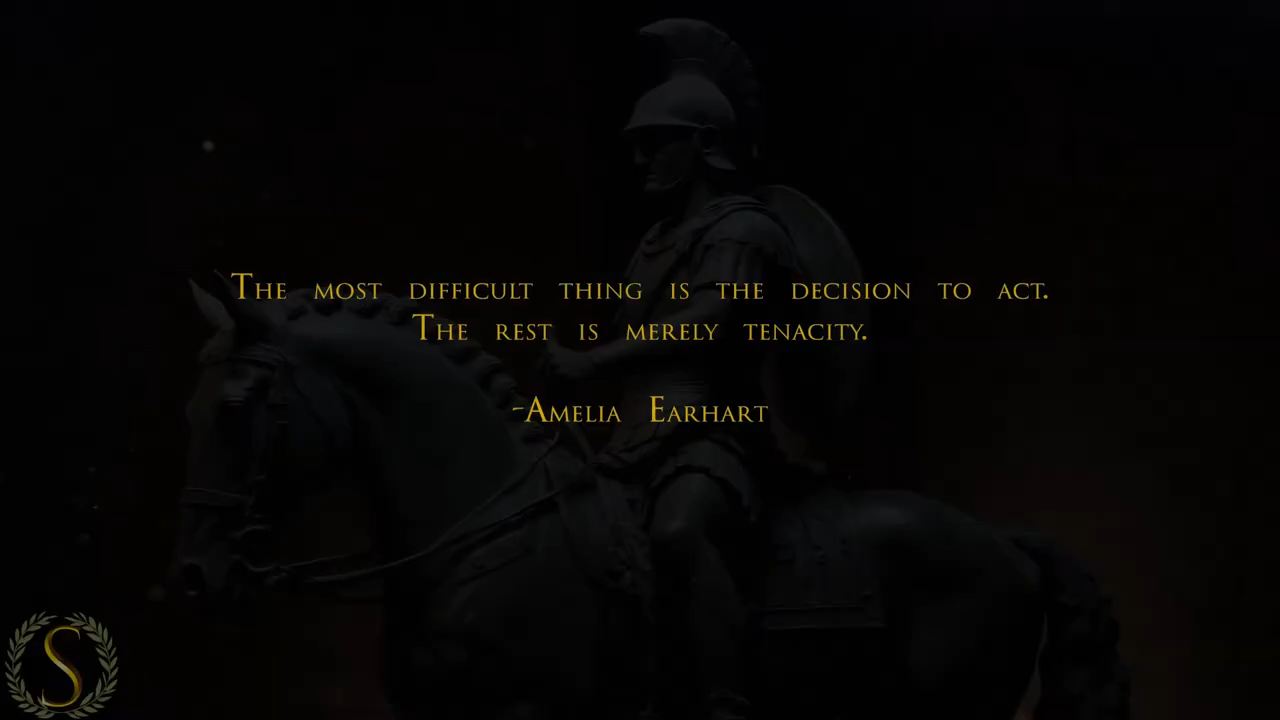 The most difficult thing is the decision to act.
The rest is merely tenacity.
-Amelia Earhart
S